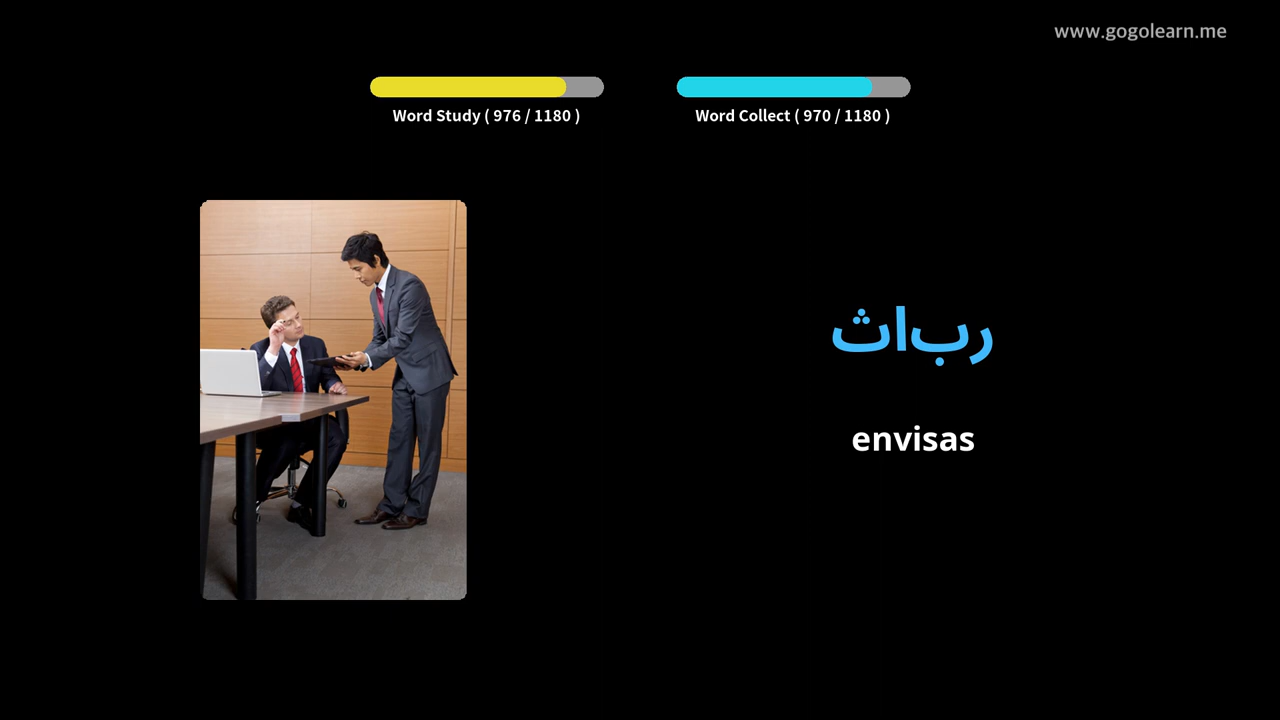 www.gogolearn.me
Word Study ( 976 / 1180 )
Word Collect ( 970 / 1180 )
رباث
envisas